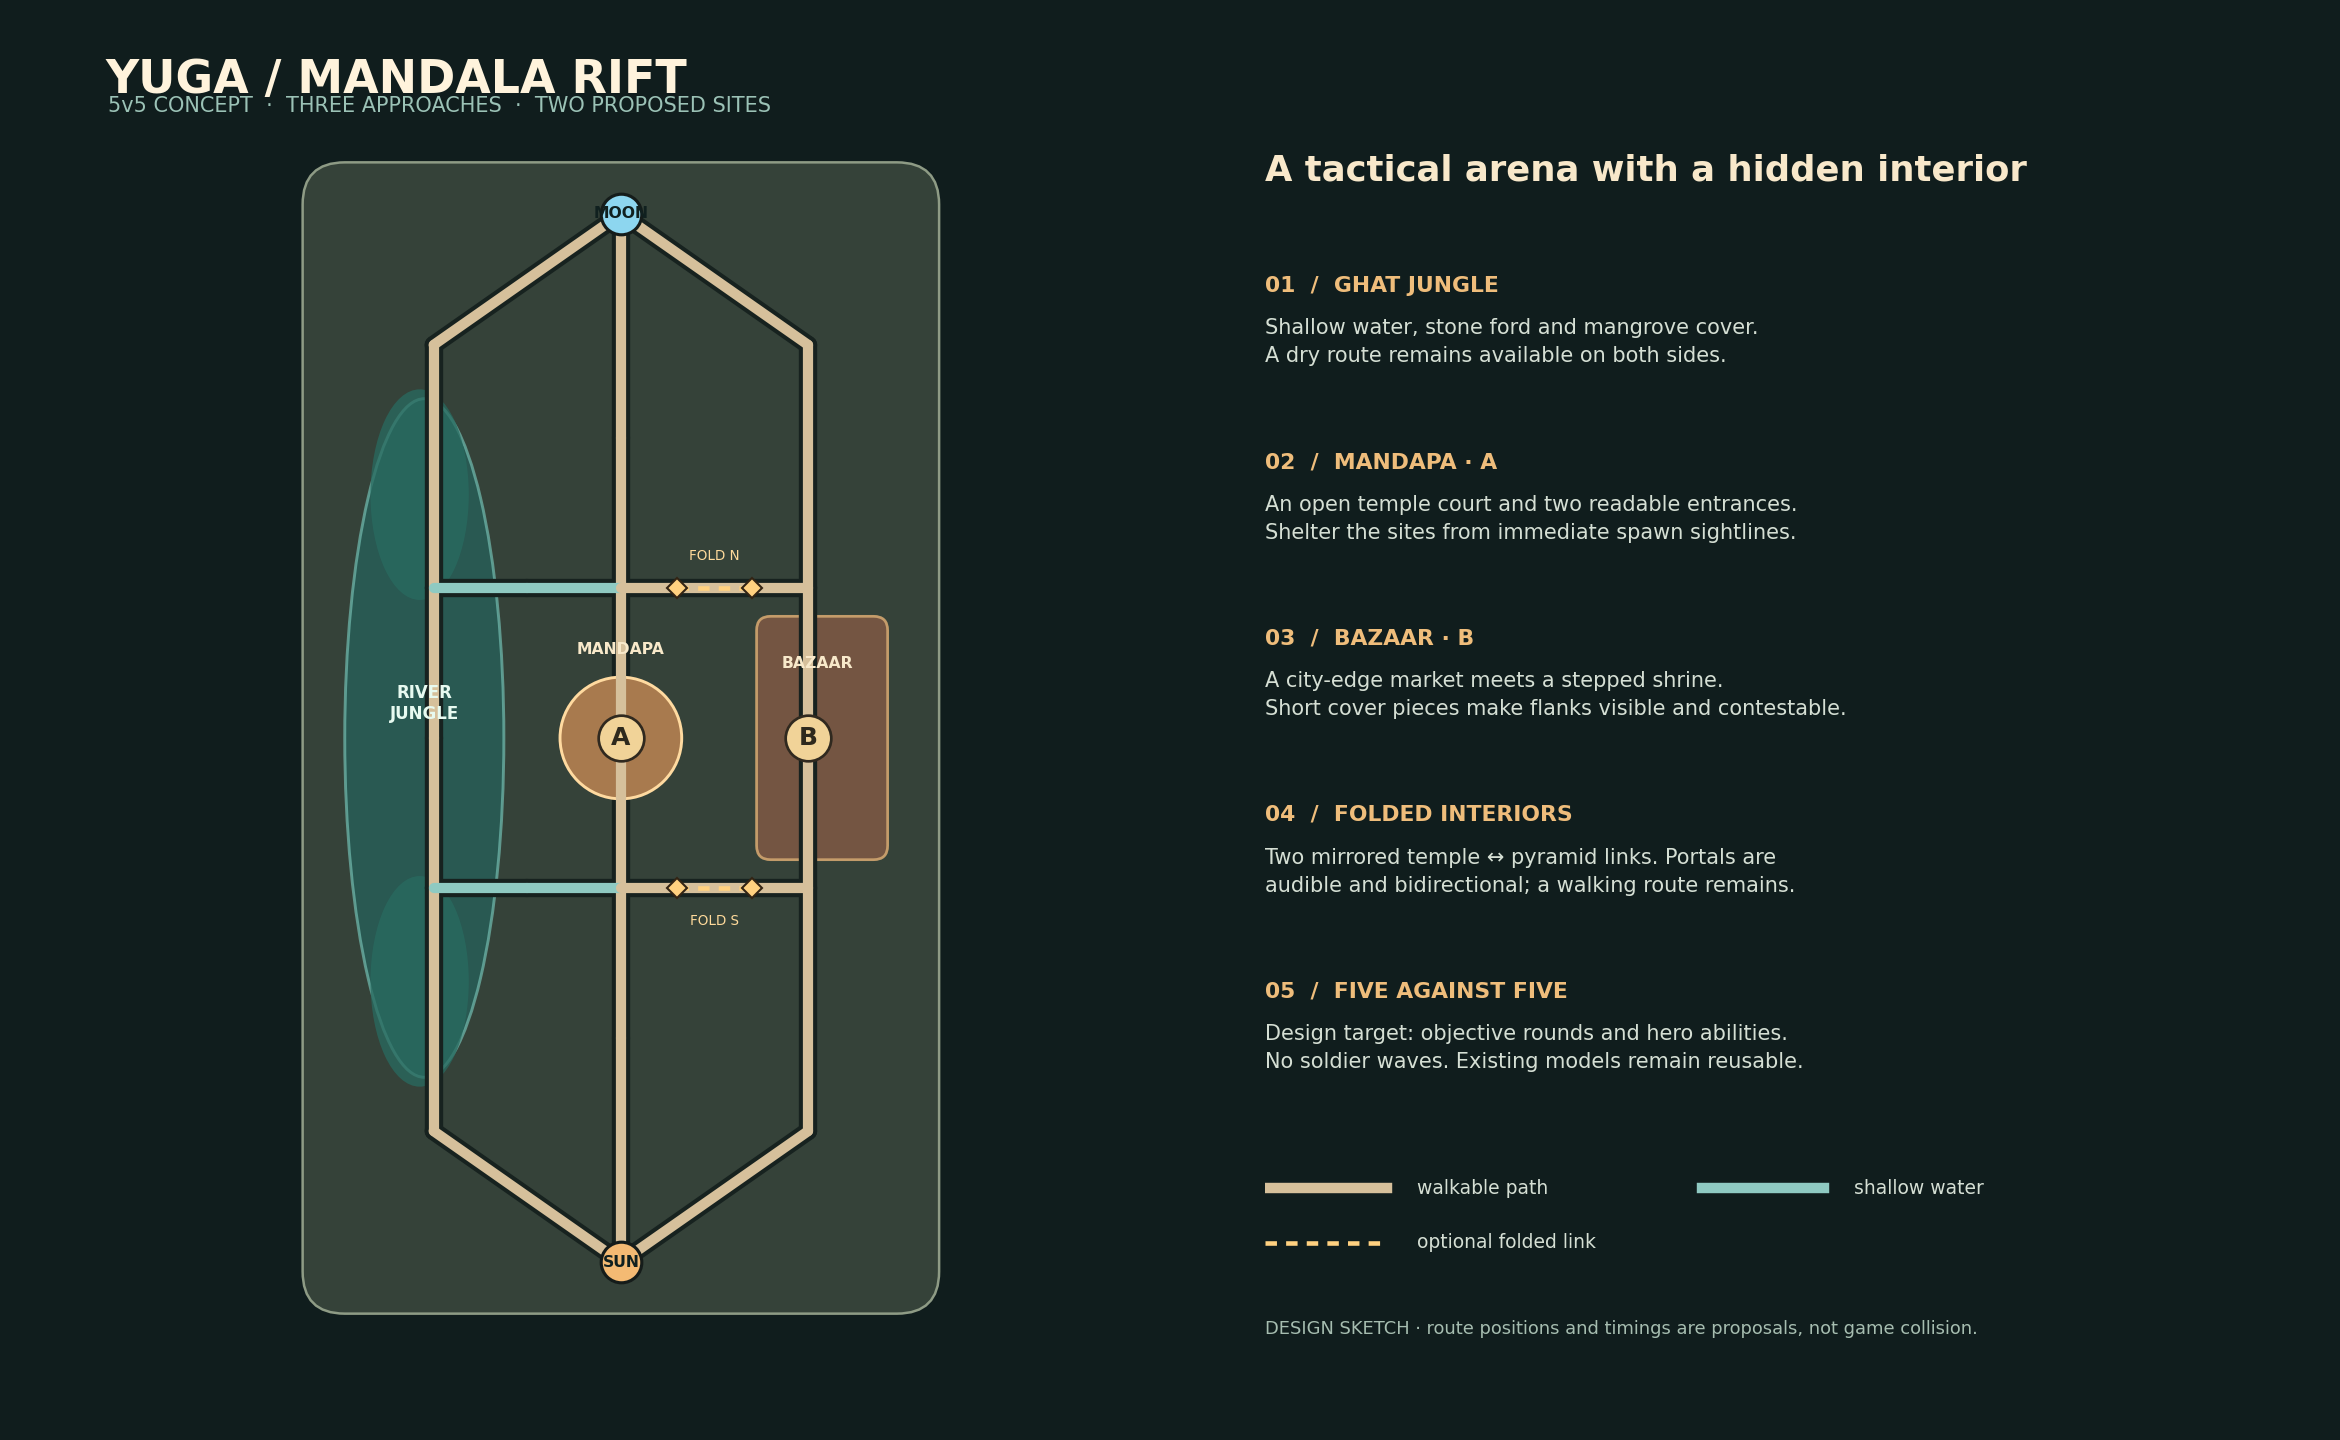 YUGA / MANDALA RIFT
5v5 CONCEPT · THREE APPROACHES · TWO PROPOSED SITES
MOON
FOLD N
MANDAPA
BAZAAR
RIVER
JUNGLE
A
B
FOLD S
SUN
A tactical arena with a hidden interior
01 / GHAT JUNGLE
Shallow water, stone ford and mangrove cover.
A dry route remains available on both sides.
02 / MANDAPA · A
An open temple court and two readable entrances.
Shelter the sites from immediate spawn sightlines.
03 / BAZAAR · B
A city-edge market meets a stepped shrine.
Short cover pieces make flanks visible and contestable.
04 / FOLDED INTERIORS
Two mirrored temple ↔ pyramid links. Portals are
audible and bidirectional; a walking route remains.
05 / FIVE AGAINST FIVE
Design target: objective rounds and hero abilities.
No soldier waves. Existing models remain reusable.
walkable path
shallow water
optional folded link
DESIGN SKETCH · route positions and timings are proposals, not game collision.